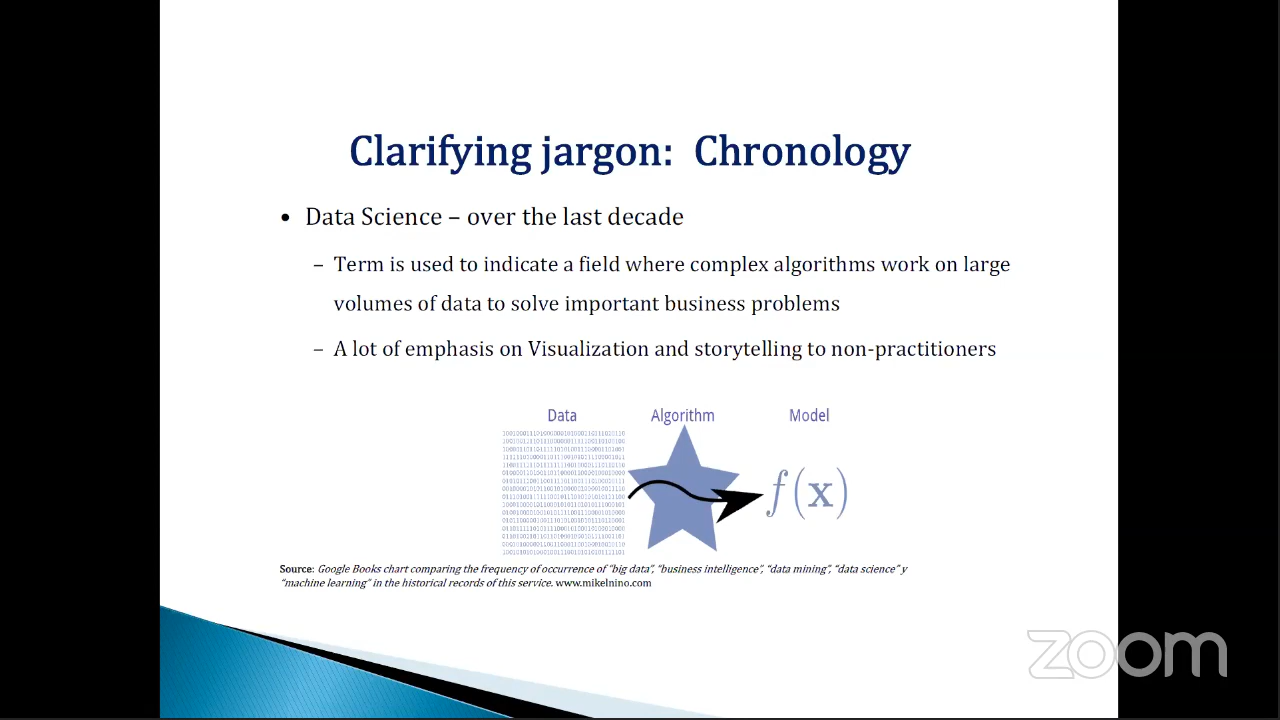 Clarifying jargon: Chronology
• Data Science – over the last decade
– Term is used to indicate a field where complex algorithms work on large
volumes of data to solve important business problems
– A lot of emphasis on Visualization and storytelling to non-practitioners
Data Algorithm Model
f(x)
Source: Google Books chart comparing the frequency of occurrence of “big data”, “business intelligence”, “data mining”, “data science” y
“machine learning” in the historical records of this service. www.mikelnino.com
zoom